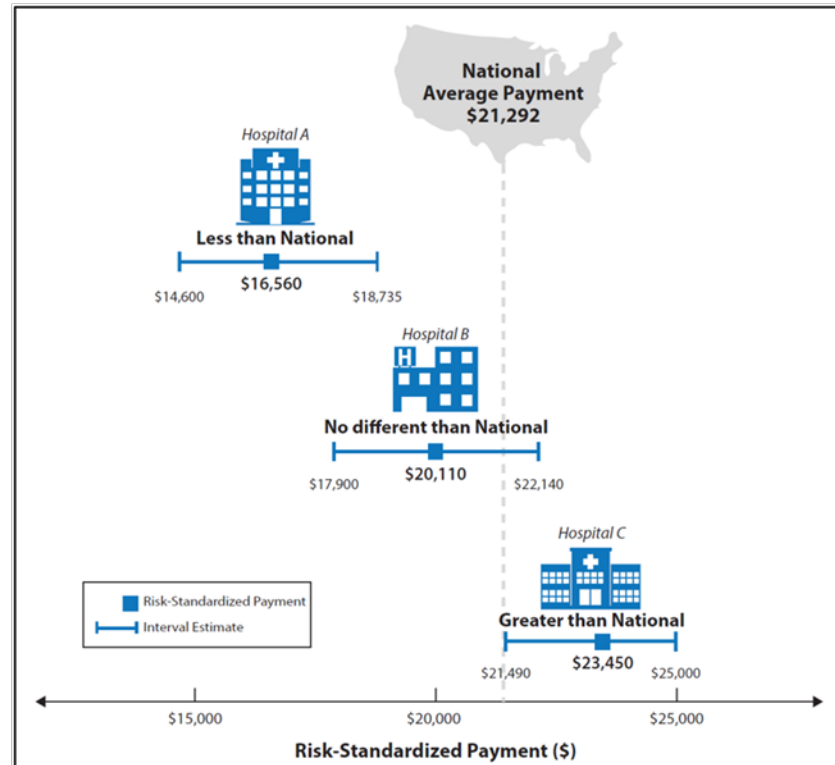 National
Average Payment
$21,292
Hospital A
Less than National
$16,560
$14,600
$18,735
Hospital B
H
No different than National
$20,110
$17,900
$22,140
Hospital C
Greater than National
$23,450
$21,490
$25,000
Risk-Standardized Payment
Interval Estimate
$15,000
$20,000
$25,000
Risk-Standardized Payment ($)